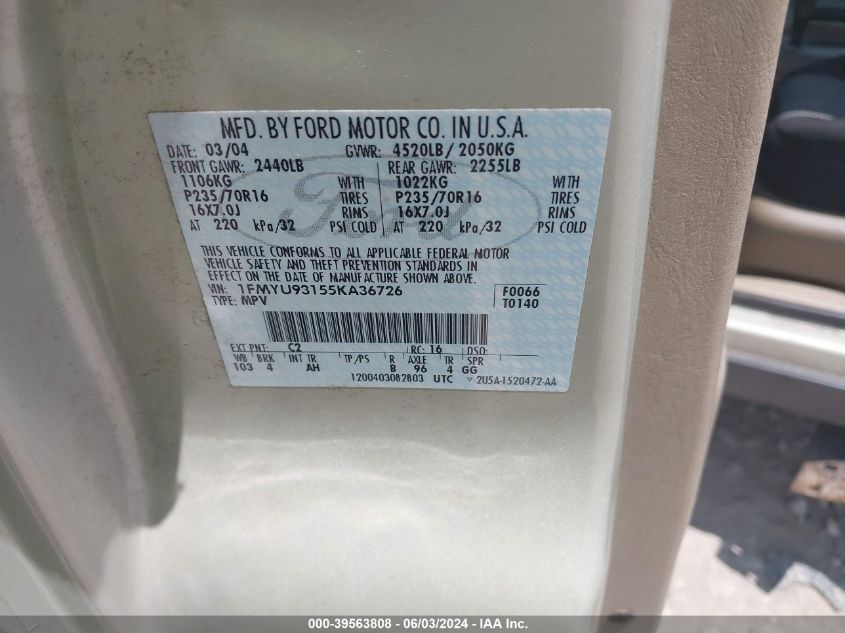 MFD. BY FORD MOTOR CO. IN U.S.A.
DATE: 03/04 GVWR: 4520LB/ 2050KG
FRONT GAWR: 2440LB REAR GAWR: 2255LB
1106KG WITH 1022KG WITH
P235/70R16 TIRES P235/70R16 TIRES
16X7.0J RIMS 16X7.0J RIMS
AT 220 kPa/32 PSI COLD AT 220 kPa/32 PSI COLD
Ford
THIS VEHICLE CONFORMS TO ALL APPLICABLE FEDERAL MOTOR
VEHICLE SAFETY AND THEFT PREVENTION STANDARDS IN
EFFECT ON THE DATE OF MANUFACTURE SHOWN ABOVE.
VIN: 1FMYU93155KA36726 F0066
TYPE: MPV T0140
EXT PNT: C2 RC: 16 DSO:
WB BRK INT TR TP/PS R AXLE TR SPR
103 4 AH B 96 4 GG
1200403082803 UTC 2U5A-1520472-AA
000-39563808 - 06/03/2024 - IAAI.COM